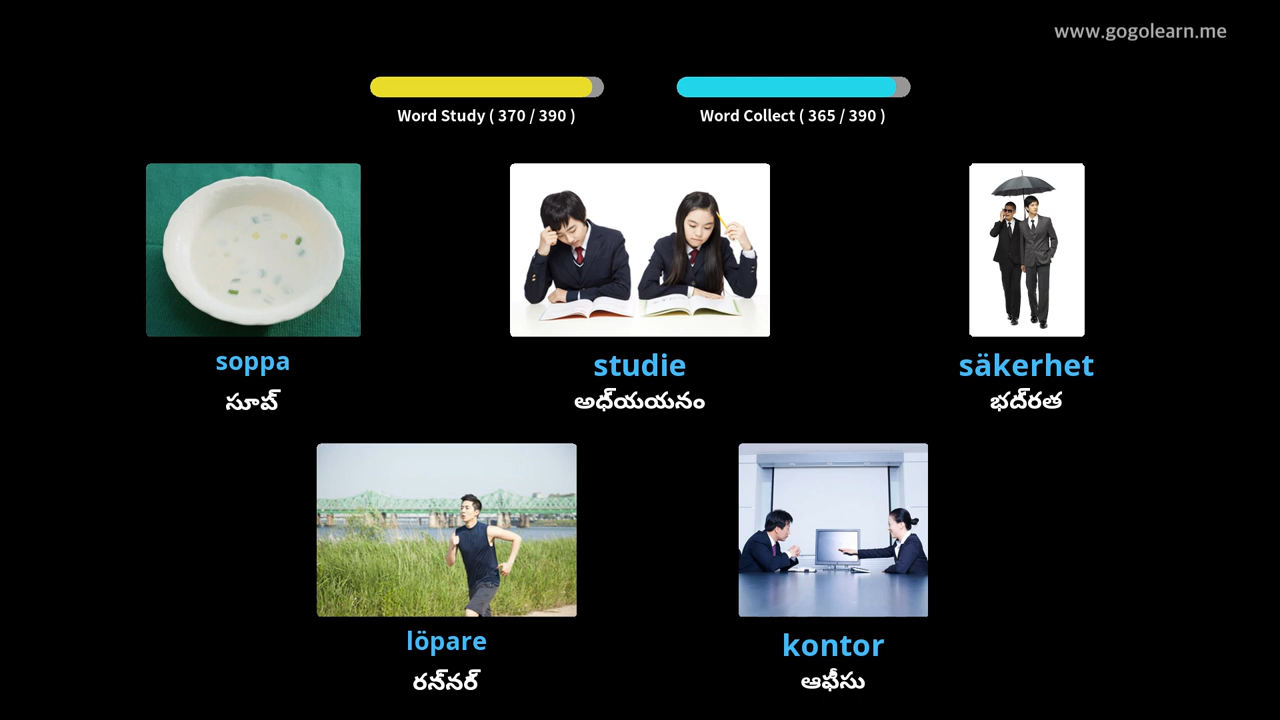 www.gogolearn.me
Word Study ( 370 / 390 )
Word Collect ( 365 / 390 )
soppa
studie
säkerhet
సూప్
అధ్‌యయనం
భద్‌రత
löpare
kontor
రన్‌నర్
ఆఫీసు